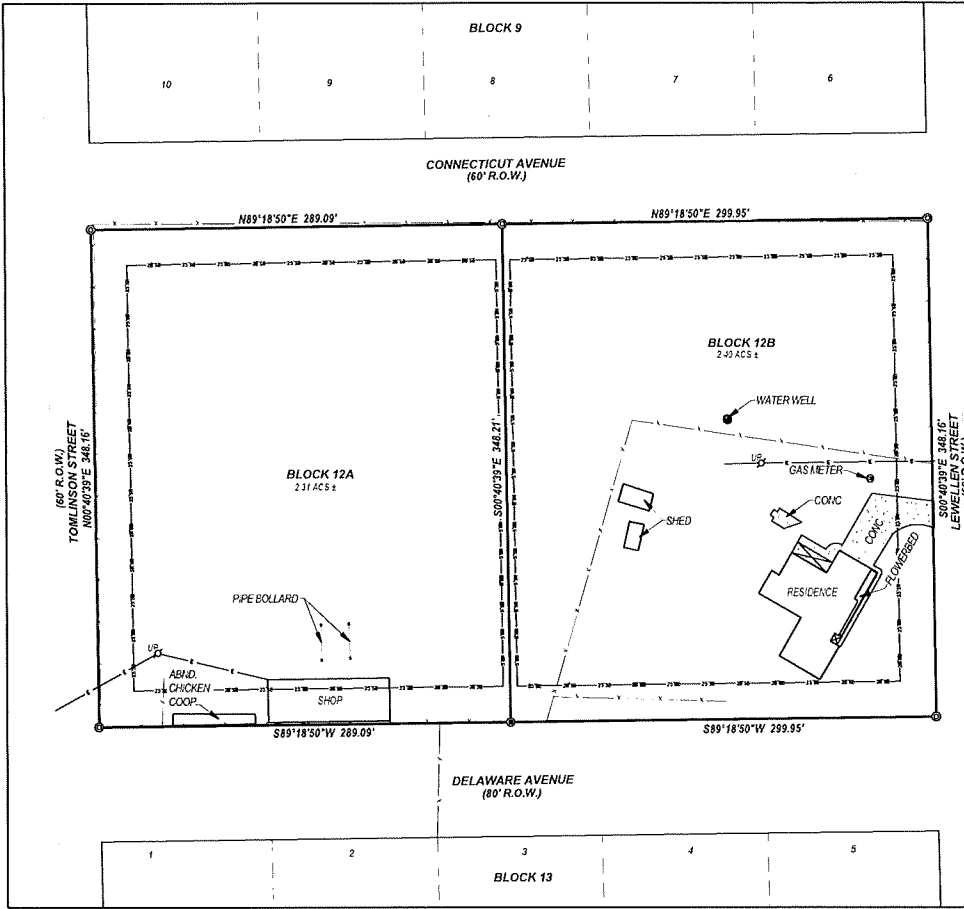 BLOCK 9
10
9
8
7
6
CONNECTICUT AVENUE
(60' R.O.W.)
N89°18'50"E 289.09'
N89°18'50"E 299.95'
BLOCK 12B
2.40 ACS ±
WATER WELL
(60' R.O.W.)
TOMLINSON STREET
N00°40'39"E 348.16'
BLOCK 12A
2.31 ACS ±
S00°40'39"E 348.21'
UP
GAS METER
S00°40'39"E 348.16'
LEWELLEN STREET
SHED
CONC
CONC
FLOWERBED
RESIDENCE
PIPE BOLLARD
UP
ABND.
CHICKEN
COOP
SHOP
S89°18'50"W 289.09'
S89°18'50"W 299.95'
DELAWARE AVENUE
(80' R.O.W.)
1
2
3
4
5
BLOCK 13